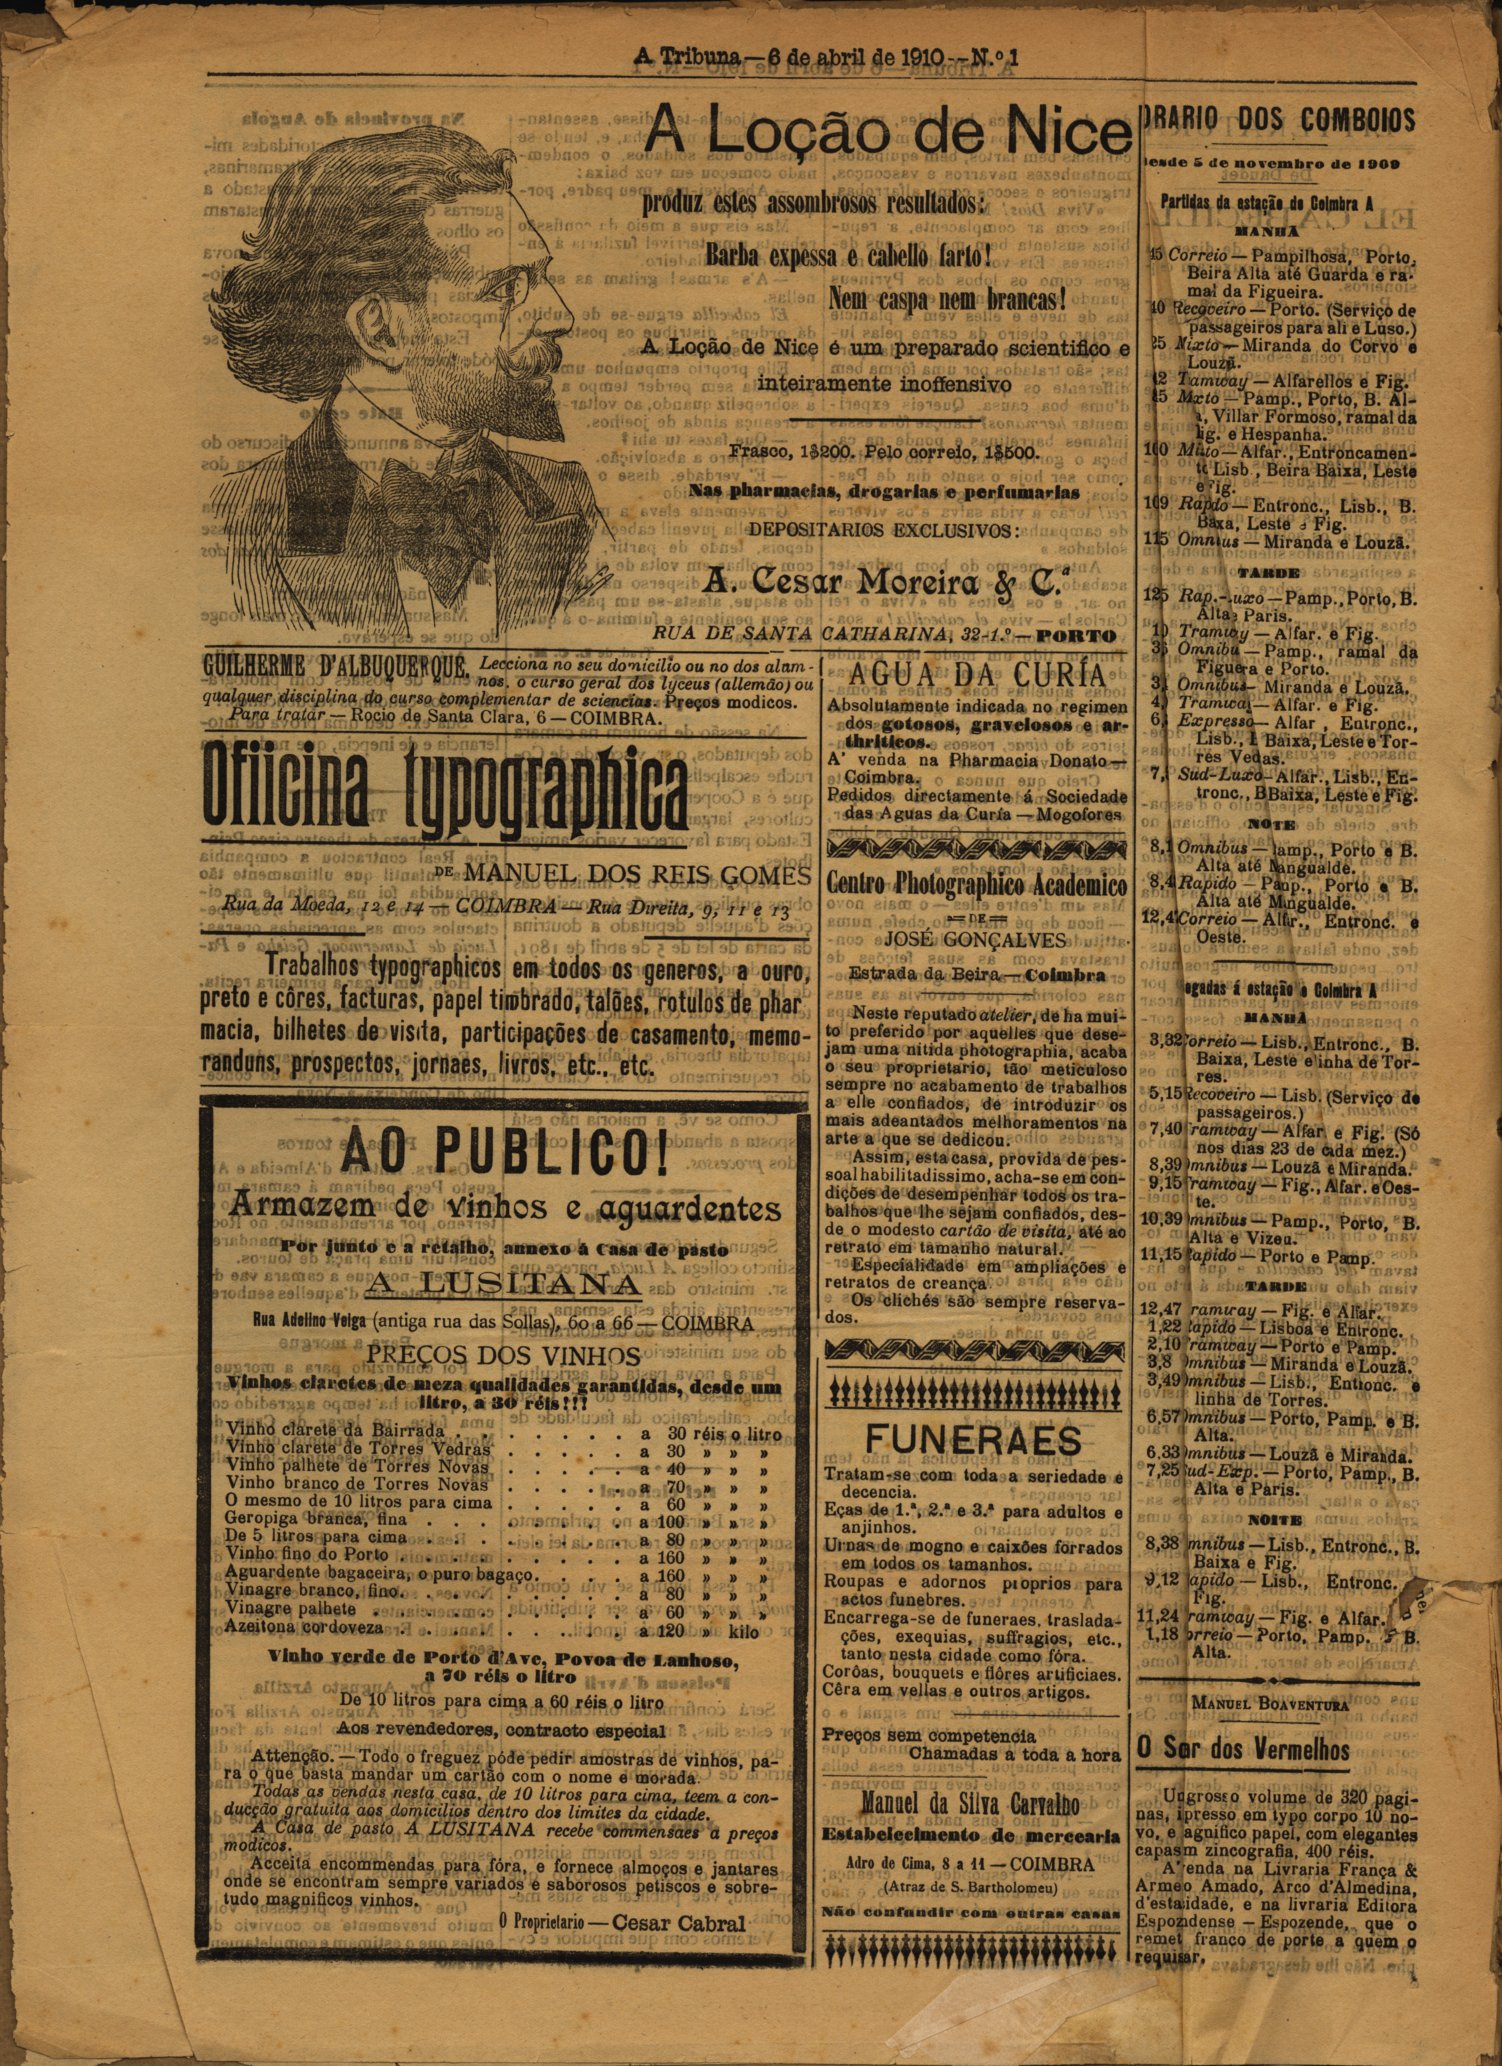 A Tribuna — 6 de abril de 1910 -- N.º 1
A Loção de Nice
produz estes assombrosos resultados:
Barba expessa e cabello farto!
Nem caspa nem brancas!
A Loção de Nice é um preparado scientifico e
inteiramente inoffensivo
Frasco, 1$200. Pelo correio, 1$500.
Nas pharmacias, drogarias e perfumarias
DEPOSITARIOS EXCLUSIVOS:
A. Cesar Moreira & C.ª
RUA DE SANTA CATHARINA, 32-1.º — PORTO
GUILHERME D'ALBUQUERQUE. Lecciona no seu domicilio ou no dos alum-
nos, o curso geral dos lyceus (allemão) ou
qualquer disciplina do curso complementar de sciencias. Preços modicos.
Para tratar — Rocio de Santa Clara, 6 — COIMBRA.
Ofiicina typographica
DE MANUEL DOS REIS GOMES
Rua da Moeda, 12 e 14 — COIMBRA — Rua Direita, 9, 11 e 13
Trabalhos typographicos em todos os generos, a ouro,
preto e côres, facturas, papel timbrado, talões, rotulos de phar
macia, bilhetes de visita, participações de casamento, memo-
randuns, prospectos, jornaes, livros, etc., etc.
AO PUBLICO!
Armazem de vinhos e aguardentes
Por junto e a retalho, annexo á Casa de pasto
A LUSITANA
Rua Adelino Veiga (antiga rua das Sollas), 60 a 66 — COIMBRA
PREÇOS DOS VINHOS
Vinhos claretes de meza qualidades garantidas, desde um
litro, a 30 réis!!!
Vinho clarete da Bairrada . . . . . . . a 30 réis o litro
Vinho clarete de Torres Vedras . . . . . . a 30 » » »
Vinho palhete de Torres Novas . . . . . . a 40 » » »
Vinho branco de Torres Novas . . . . . . a 70 » » »
O mesmo de 10 litros para cima . . . . . . a 60 » » »
Geropiga branca, fina . . . . . . . . a 100 » » »
De 5 litros para cima . . . . . . . . a 80 » » »
Vinho fino do Porto . . . . . . . . . a 160 » » »
Aguardente bagaceira, o puro bagaço. . . . . a 160 » » »
Vinagre branco, fino. . . . . . . . . a 80 » » »
Vinagre palhete . . . . . . . . . . a 60 » » »
Azeitona cordoveza . . . . . . . . . a 120 » kilo
Vinho verde de Porto d'Ave, Povoa de Lanhoso,
a 70 réis o litro
De 10 litros para cima a 60 réis o litro
Aos revendedores, contracto especial
Attenção. — Todo o freguez póde pedir amostras de vinhos, pa-
ra o que basta mandar um cartão com o nome e morada.
Todas as vendas nesta casa, de 10 litros para cima, teem a con-
ducção gratuita aos domicilios dentro dos limites da cidade.
A Casa de pasto A LUSITANA recebe commensaes a preços
modicos.
Acceita encommendas para fóra, e fornece almoços e jantares
onde se encontram sempre variados e saborosos petiscos e sobre-
tudo magnificos vinhos.
O Proprietario — Cesar Cabral
AGUA DA CURÍA
Absolutamente indicada no regimen
dos gotosos, gravelosos e ar-
thriticos.
A' venda na Pharmacia Donato —
Coimbra.
Pedidos directamente á Sociedade
das Aguas da Curía — Mogofores
Centro Photographico Academico
DE
JOSÉ GONÇALVES
Estrada da Beira — Coimbra
Neste reputado atelier, de ha mui-
to preferido por aquelles que dese-
jam uma nitida photographia, acaba
o seu proprietario, tão meticuloso
sempre no acabamento de trabalhos
a elle confiados, de introduzir os
mais adeantados melhoramentos na
arte a que se dedicou.
Assim, esta casa, provida de pes-
soal habilitadissimo, acha-se em con-
dições de desempenhar todos os tra-
balhos que lhe sejam confiados, des-
de o modesto cartão de visita, até ao
retrato em tamanho natural.
Especialidade em ampliações e
retratos de creança.
Os clichés são sempre reserva-
dos.
FUNERAES
Tratam-se com toda a seriedade e
decencia.
Eças de 1.ª, 2.ª e 3.ª para adultos e
anjinhos.
Urnas de mogno e caixões forrados
em todos os tamanhos.
Roupas e adornos proprios para
actos funebres.
Encarrega-se de funeraes, traslada-
ções, exequias, suffragios, etc.,
tanto nesta cidade como fóra.
Corôas, bouquets e flôres artificiaes.
Cêra em vellas e outros artigos.
Preços sem competencia
Chamadas a toda a hora
Manuel da Silva Carvalho
Estabelecimento de mercearia
Adro de Cima, 8 a 11 — COIMBRA
(Atraz de S. Bartholomeu)
Não confundir com outras casas
ORARIO DOS COMBOIOS
desde 5 de novembro de 1909
Partidas da estação de Coimbra A
MANHÃ
45 Correio — Pampilhosa, Porto,
Beira Alta até Guarda e ra-
mal da Figueira.
40 Recoveiro — Porto. (Serviço de
passageiros para ali e Luso.)
25 Mixto — Miranda do Corvo e
Louzã.
Tamway — Alfarellos e Fig.
Mxto — Pamp., Porto, B. Al-
Villar Formoso, ramal da
ig. e Hespanha.
Alfar., Entroncamen-
Lisb., Beira Baixa, Leste
e Fig.
Rapdo — Entronc., Lisb., B.
Baxa, Leste e Fig.
Miranda e Louzã.
TARDE
Rap.-Luxo — Pamp., Porto, B.
Alta, Paris.
Tramway — Alfar. e Fig.
Omnibu — Pamp., ramal da
Figuera e Porto.
Omnibus — Miranda e Louzã.
Tramwai — Alfar. e Fig.
Expresso — Alfar, Entronc.,
Lisb., Baixa, Leste e Tor-
res Vedas.
Sud-Luxo — Alfar., Lisb., En-
tronc., B Baixa, Leste e Fig.
NOTE
8,1 Omnibus — Pamp., Porto e B.
Alta até Mangualde.
8,4 Rapido — Pamp., Porto e B.
Alta até Mangualde.
12,4 Correio — Alfar., Entronc. e
Oeste.
egadas á estação e Coimbra A
MANHÃ
3,32 orreio — Lisb., Entronc., B.
Baixa, Leste e linha de Tor-
res.
5,15 Recoveiro — Lisb. (Serviço de
passageiros.)
7,40 ramway — Alfar. e Fig. (Só
nos dias 23 de cada mez.)
8,39 mnibus — Louzã e Miranda.
9,15 ramway — Fig., Alfar. e Oes-
te.
10,39 mnibus — Pamp., Porto, B.
Alta e Vizeu.
11,15 apido — Porto e Pamp.
TARDE
12,47 ramway — Fig. e Alfar.
1,22 apido — Lisboa e Entronc.
2,10 ramway — Porto e Pamp.
3,8 mnibus — Miranda e Louzã.
3,49 mnibus — Lisb., Entronc. e
linha de Torres.
6,57 mnibus — Porto, Pamp. e B.
Alta.
6,33 mnibus — Louzã e Miranda.
7,25 ud-Exp. — Porto, Pamp., B.
Alta e Paris.
NOITE
8,38 mnibus — Lisb., Entronc., B.
Baixa e Fig.
9,12 apido — Lisb., Entronc.
Fig.
11,24 ramway — Fig. e Alfar.
1,18 orreio — Porto, Pamp. B.
Alta.
MANUEL BOAVENTURA
O Sor dos Vermelhos
Um grosso volume de 320 pagi-
nas, ipresso em typo corpo 10 no-
vo, e agnifico papel, com elegantes
capas zincografia, 400 réis.
A' enda na Livraria França &
Armeo Amado, Arco d'Almedina,
d'esta idade, e na livraria Editora
Espozndense — Espozende, que o
remet franco de porte a quem o
requisar.